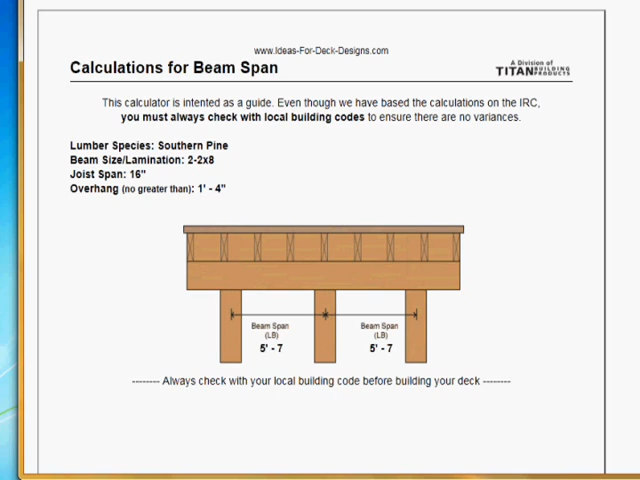 www.Ideas-For-Deck-Designs.com
Calculations for Beam Span
A Division of
TITAN BUILDING PRODUCTS
This calculator is intented as a guide. Even though we have based the calculations on the IRC,
you must always check with local building codes to ensure there are no variances.
Lumber Species: Southern Pine
Beam Size/Lamination: 2-2x8
Joist Span: 16"
Overhang (no greater than): 1' - 4"
Beam Span
(LB)
5' - 7
Beam Span
(LB)
5' - 7
-------- Always check with your local building code before building your deck --------